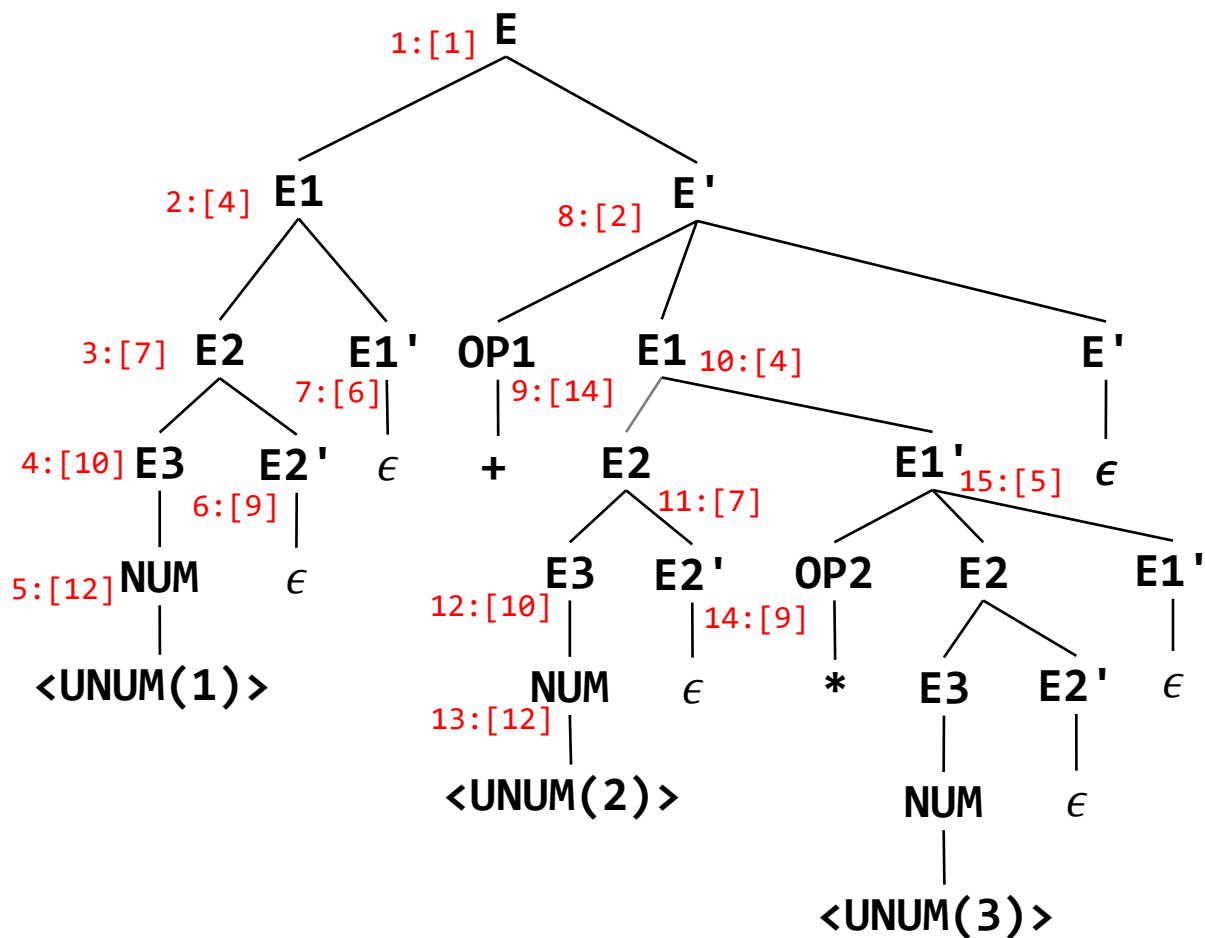 E
1:[1]
E1
E'
2:[4]
8:[2]
E2
E1'
OP1
E1
E'
3:[7]
7:[6]
9:[14]
10:[4]
E3
E2'
ϵ
+
E2
E1'
ϵ
4:[10]
6:[9]
11:[7]
15:[5]
NUM
ϵ
E3
E2'
OP2
E2
E1'
5:[12]
12:[10]
14:[9]
<UNUM(1)>
NUM
ϵ
*
E3
E2'
ϵ
13:[12]
<UNUM(2)>
NUM
ϵ
<UNUM(3)>